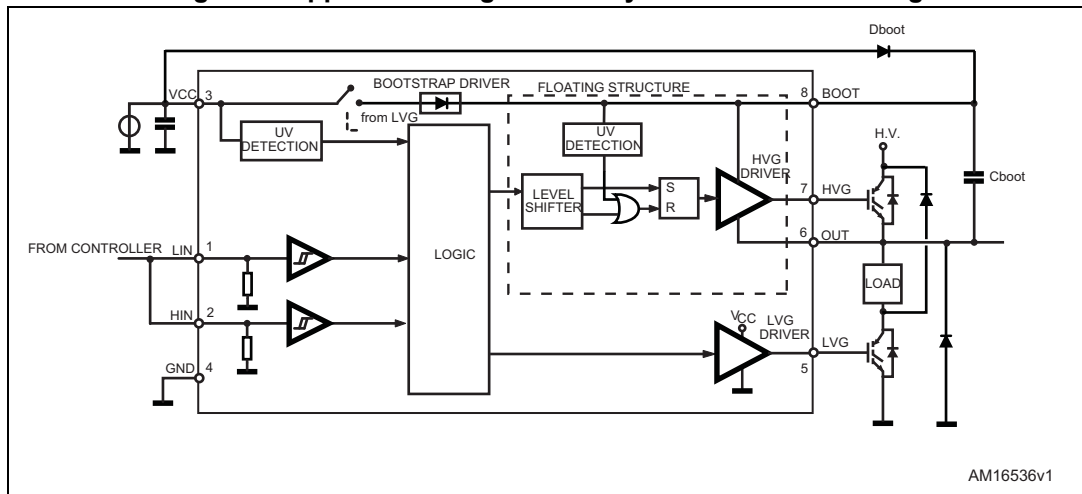 Dboot
BOOTSTRAP DRIVER
FLOATING STRUCTURE
VCC
3
8
BOOT
from LVG
UV
DETECTION
UV
DETECTION
H.V.
HVG
DRIVER
Cboot
LEVEL
SHIFTER
S
R
7
HVG
6
OUT
FROM CONTROLLER
LIN
1
LOGIC
LOAD
HIN
2
VCC
LVG
DRIVER
LVG
5
GND
4
AM16536v1